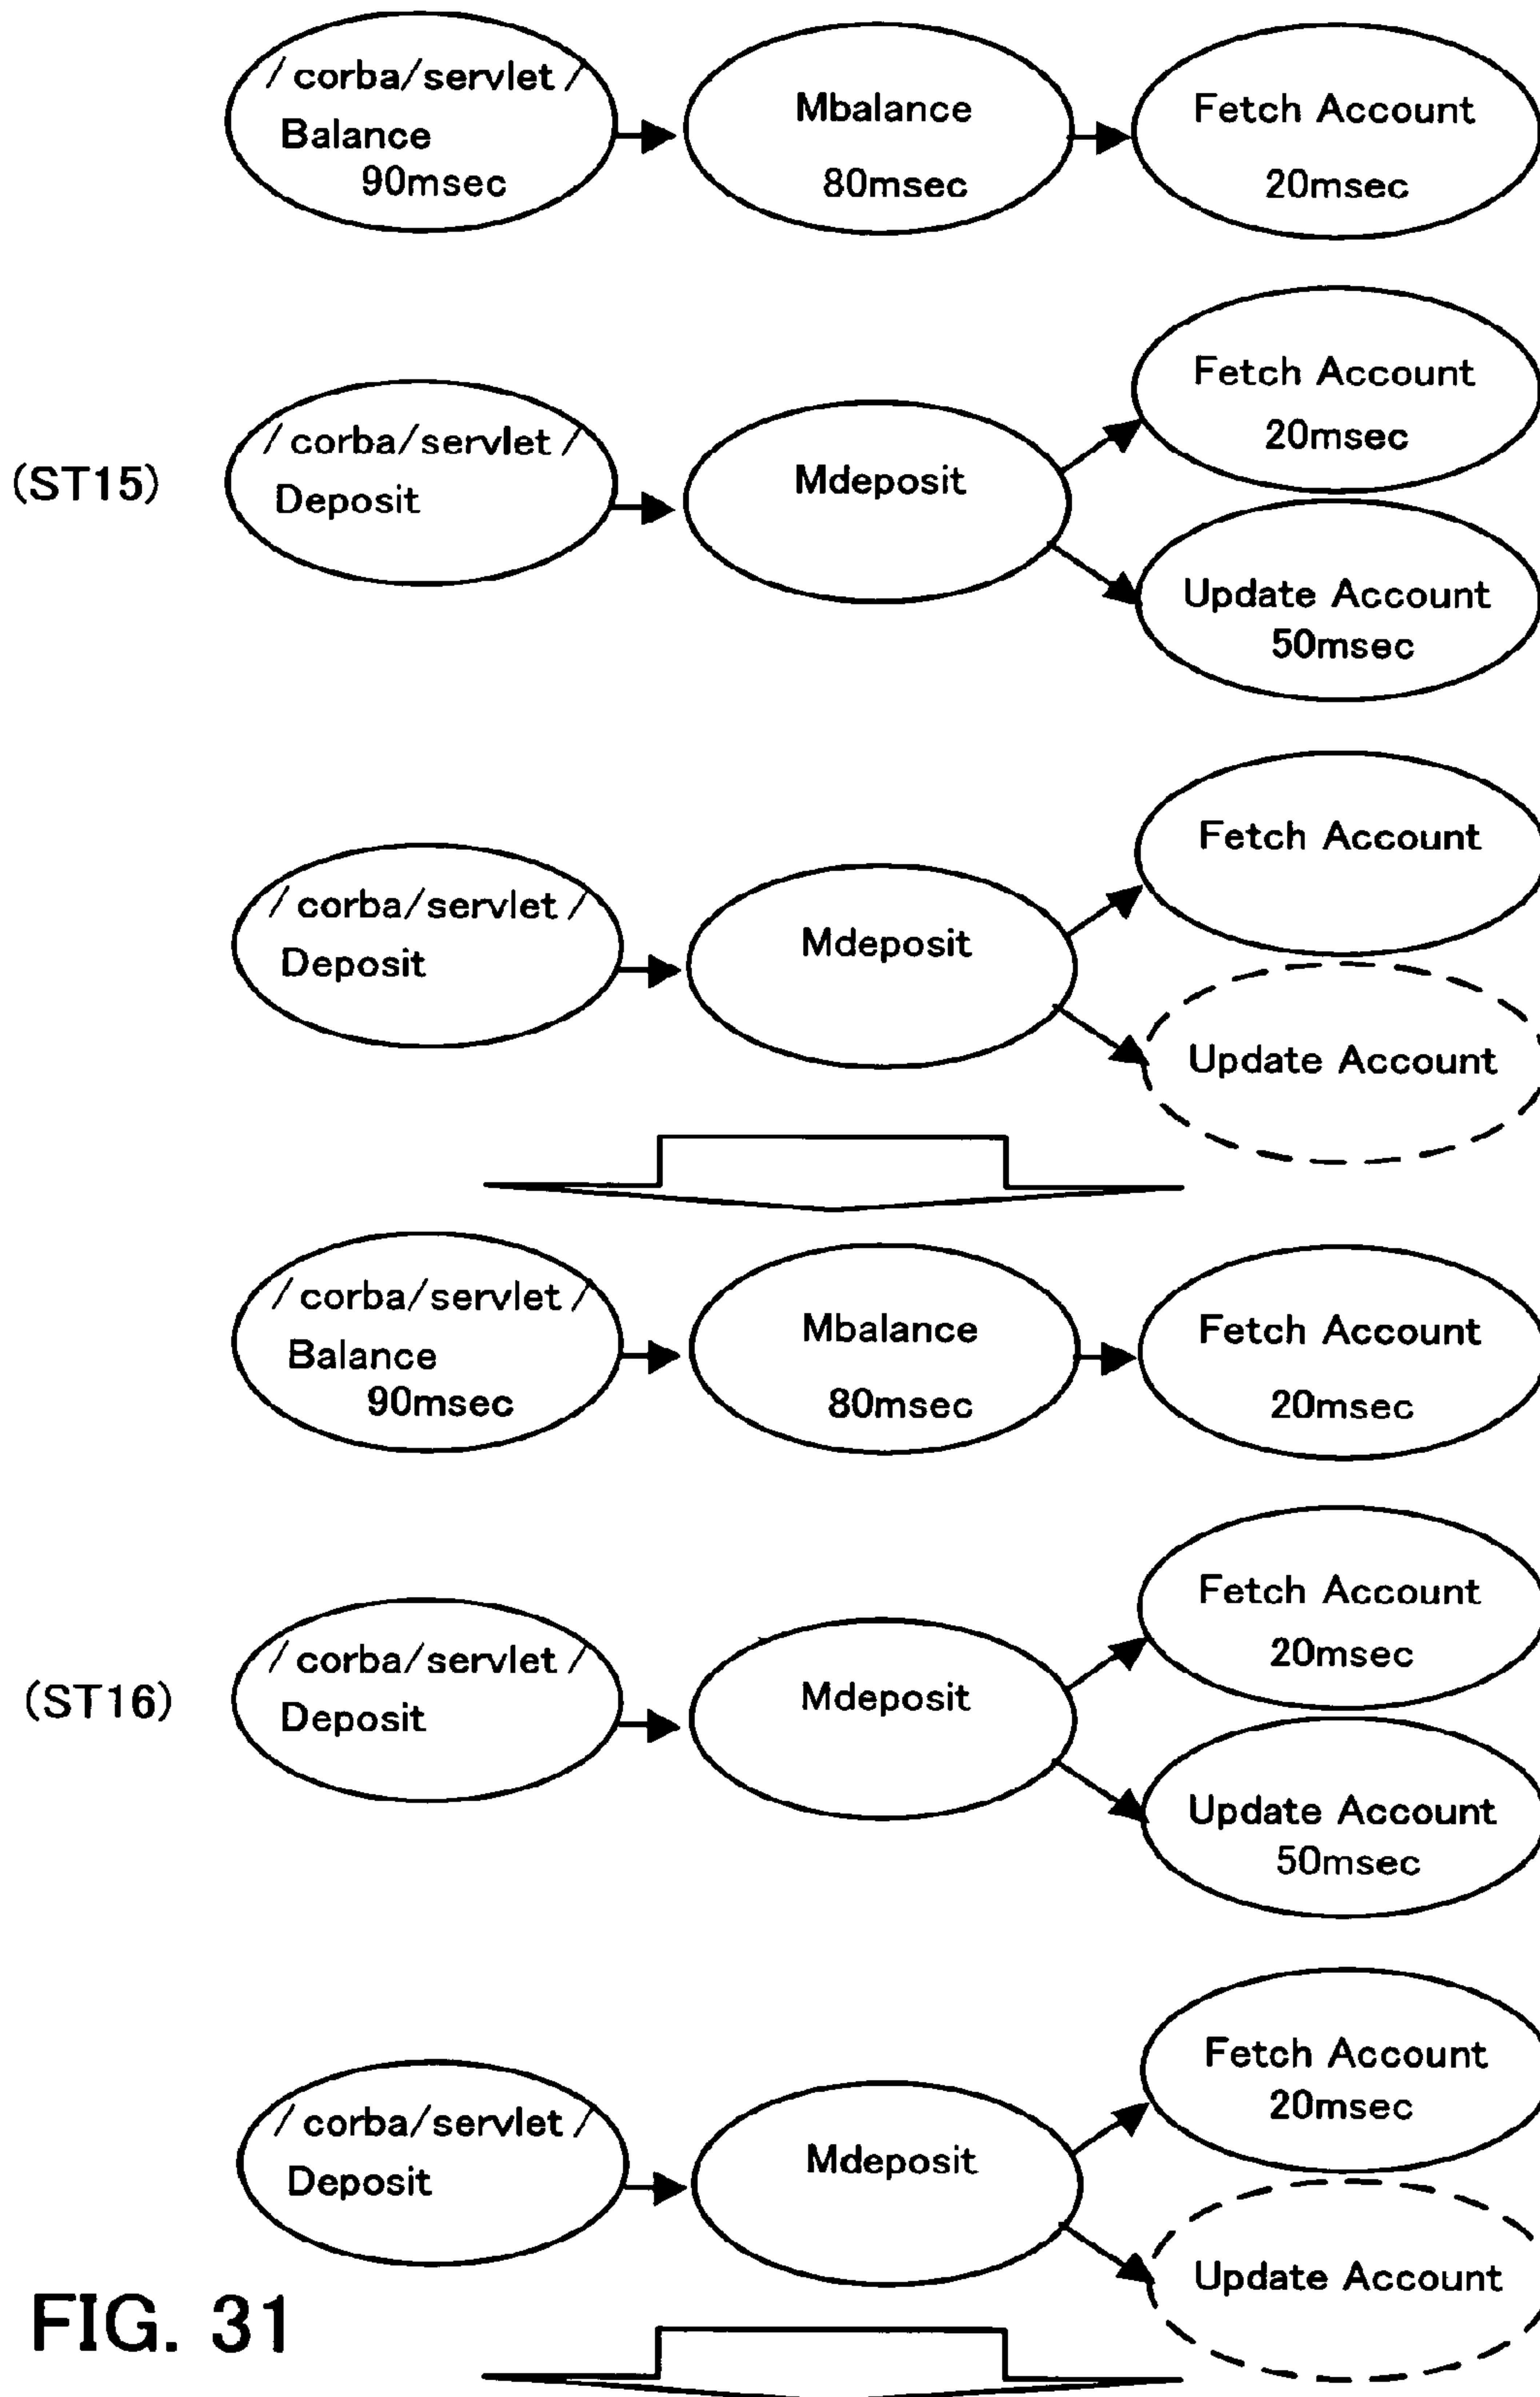 /corba/servlet/
Balance
90msec
Mbalance
80msec
Fetch Account
20msec
(ST15)
/corba/servlet/
Deposit
Mdeposit
Fetch Account
20msec
Update Account
50msec
/corba/servlet/
Deposit
Mdeposit
Fetch Account
Update Account
/corba/servlet/
Balance
90msec
Mbalance
80msec
Fetch Account
20msec
(ST16)
/corba/servlet/
Deposit
Mdeposit
Fetch Account
20msec
Update Account
50msec
/corba/servlet/
Deposit
Mdeposit
Fetch Account
20msec
Update Account
FIG. 31